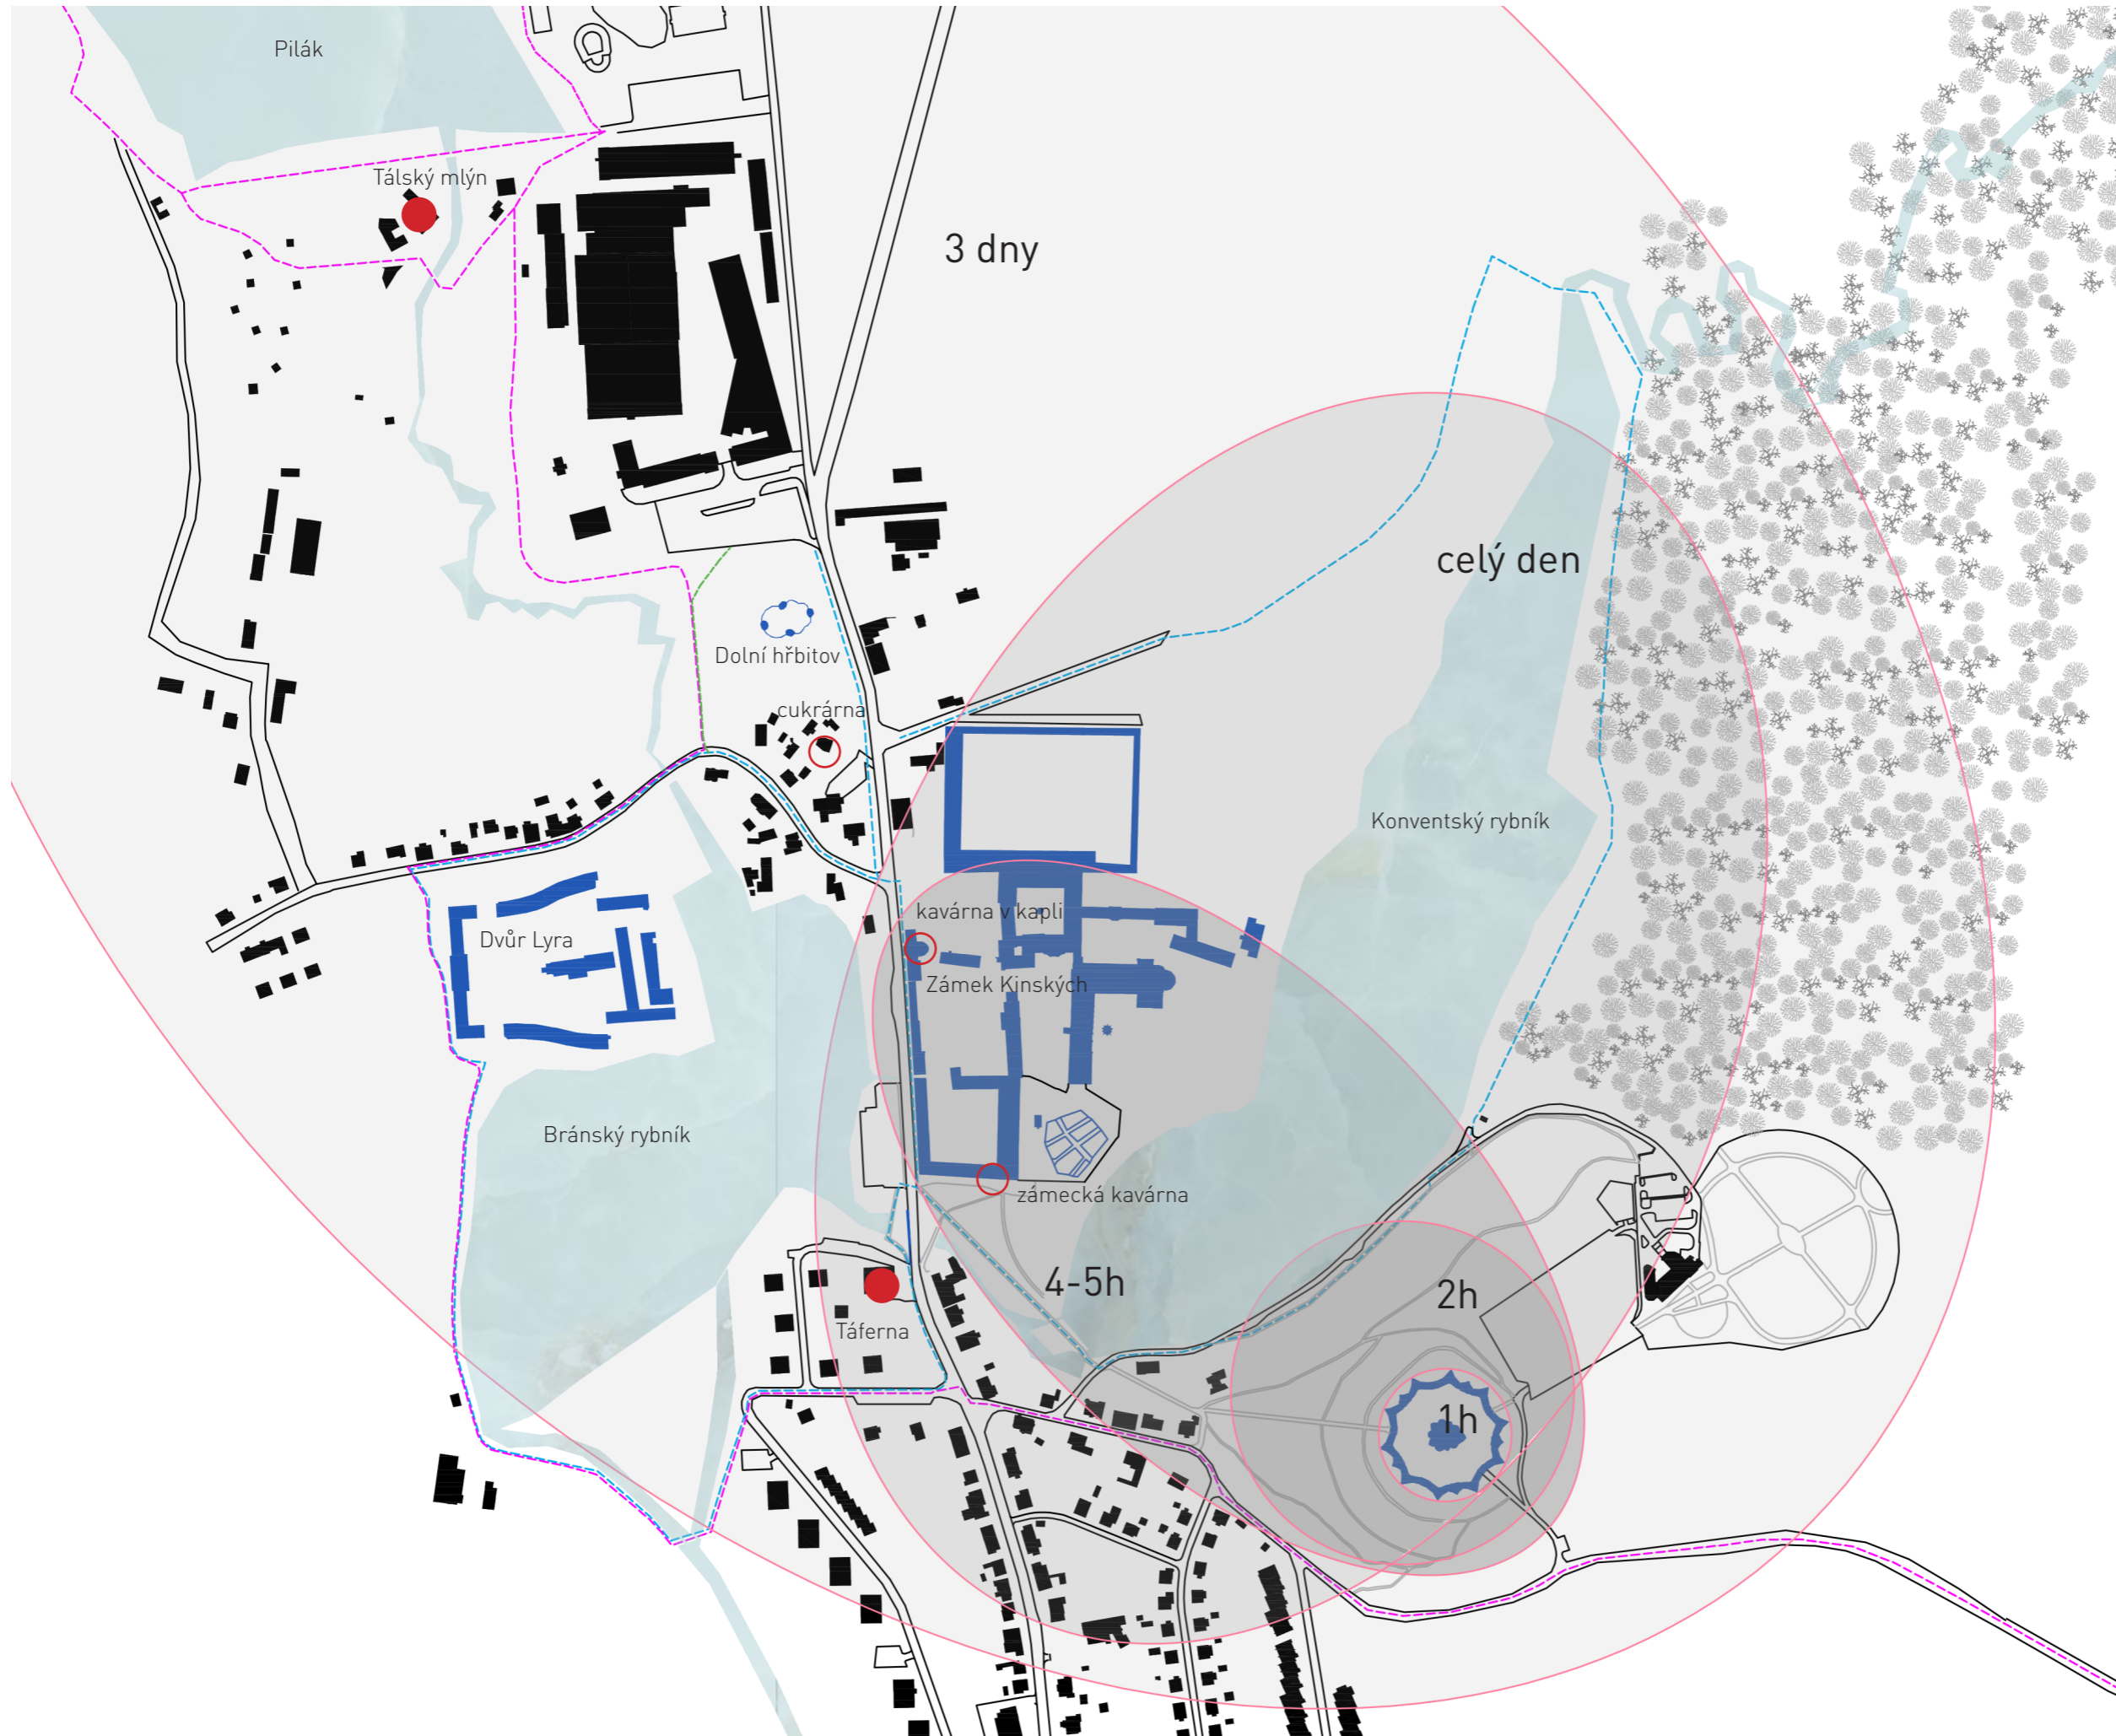 Pilák
Tálský mlýn
3 dny
celý den
Dolní hřbitov
cukrárna
Konventský rybník
kavárna v kapli
Dvůr Lyra
Zámek Kinských
Bránský rybník
zámecká kavárna
4-5h
2h
Táferna
1h